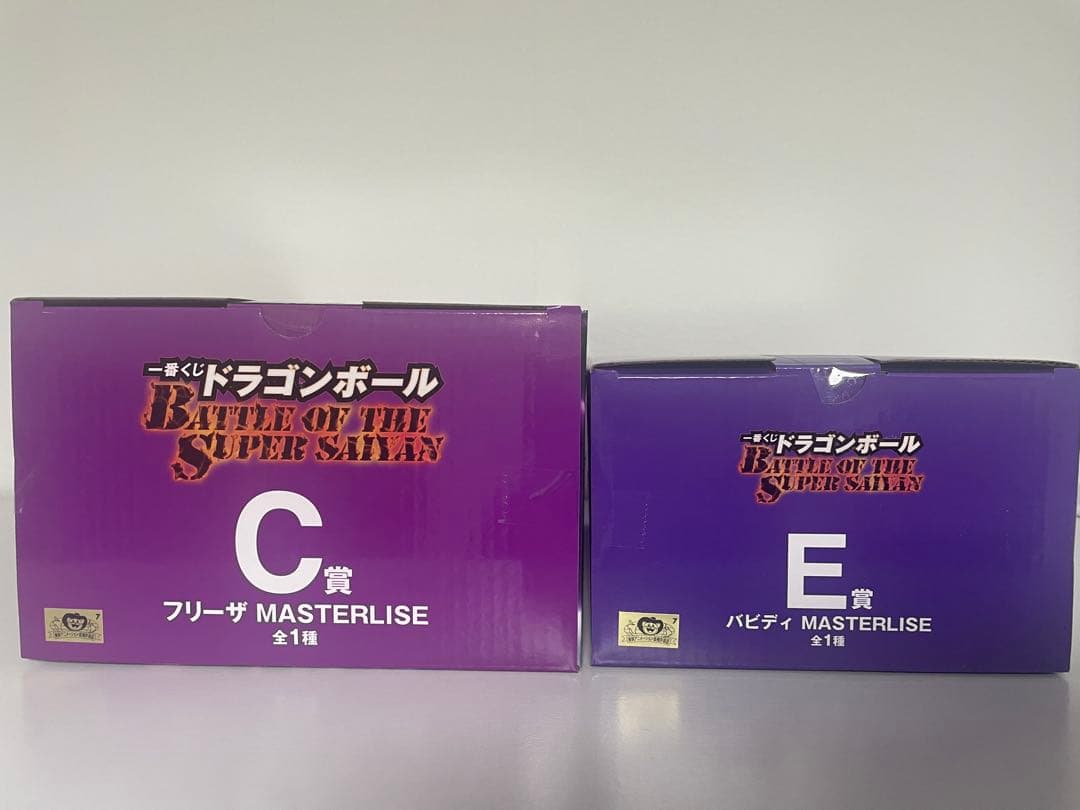 一番くじ ドラゴンボール
BATTLE OF THE
SUPER SAIYAN
C賞
フリーザ MASTERLISE
全1種
7
一番くじ ドラゴンボール
BATTLE OF THE
SUPER SAIYAN
E賞
バビディ MASTERLISE
全1種
7